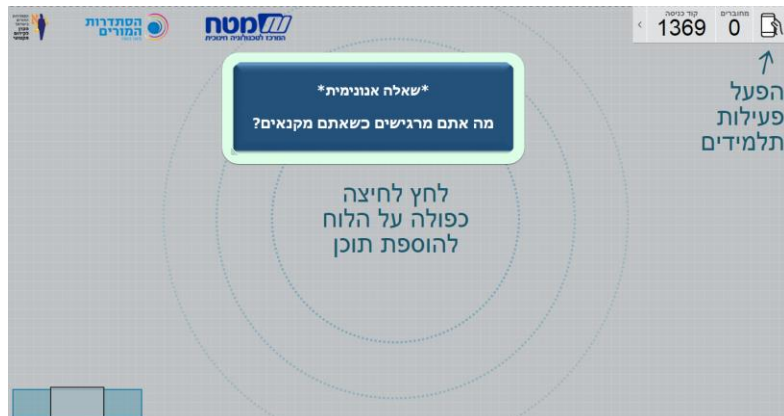 הסתדרות
המורים
מטח
המרכז לטכנולוגיה חינוכית
קוד כניסה
1369
מחוברים
0
הפעל
פעילות
תלמידים
*שאלה אנונימית*
מה אתם מרגישים כשאתם מקנאים?
לחץ לחיצה
כפולה על הלוח
להוספת תוכן